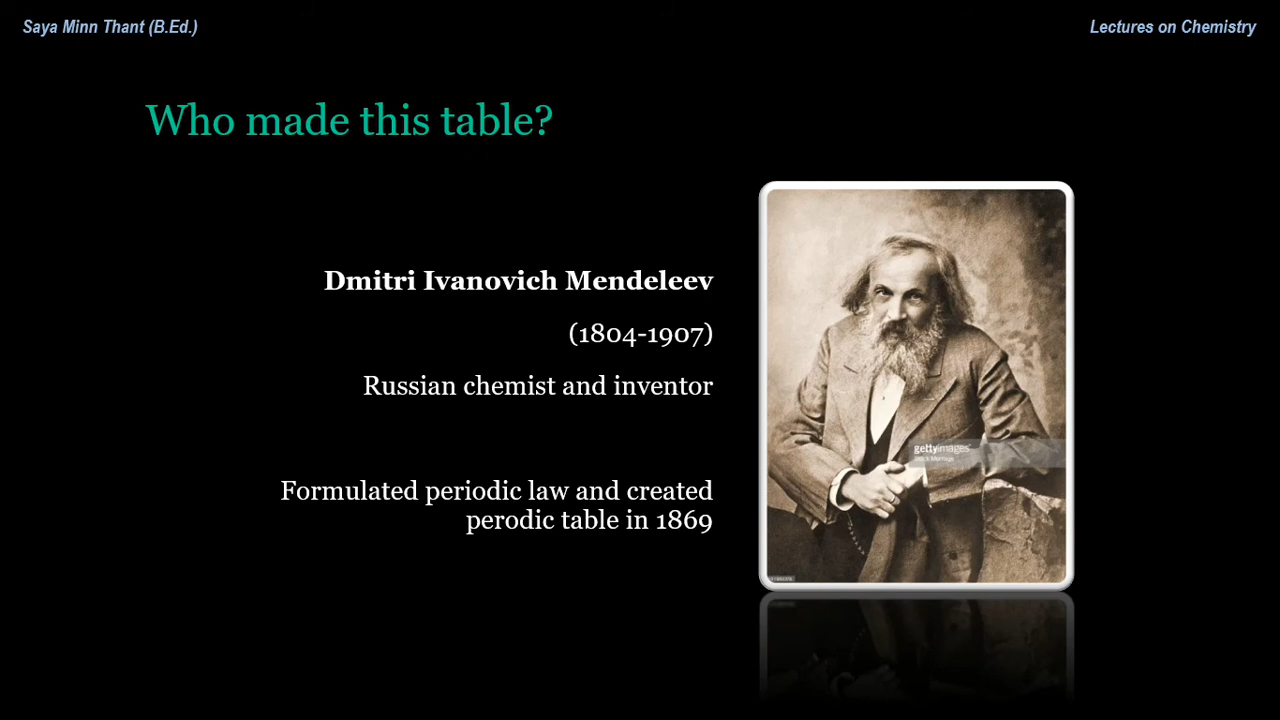 Saya Minn Thant (B.Ed.)
Lectures on Chemistry
Who made this table?
Dmitri Ivanovich Mendeleev
(1804-1907)
Russian chemist and inventor
Formulated periodic law and created
perodic table in 1869
gettyimages